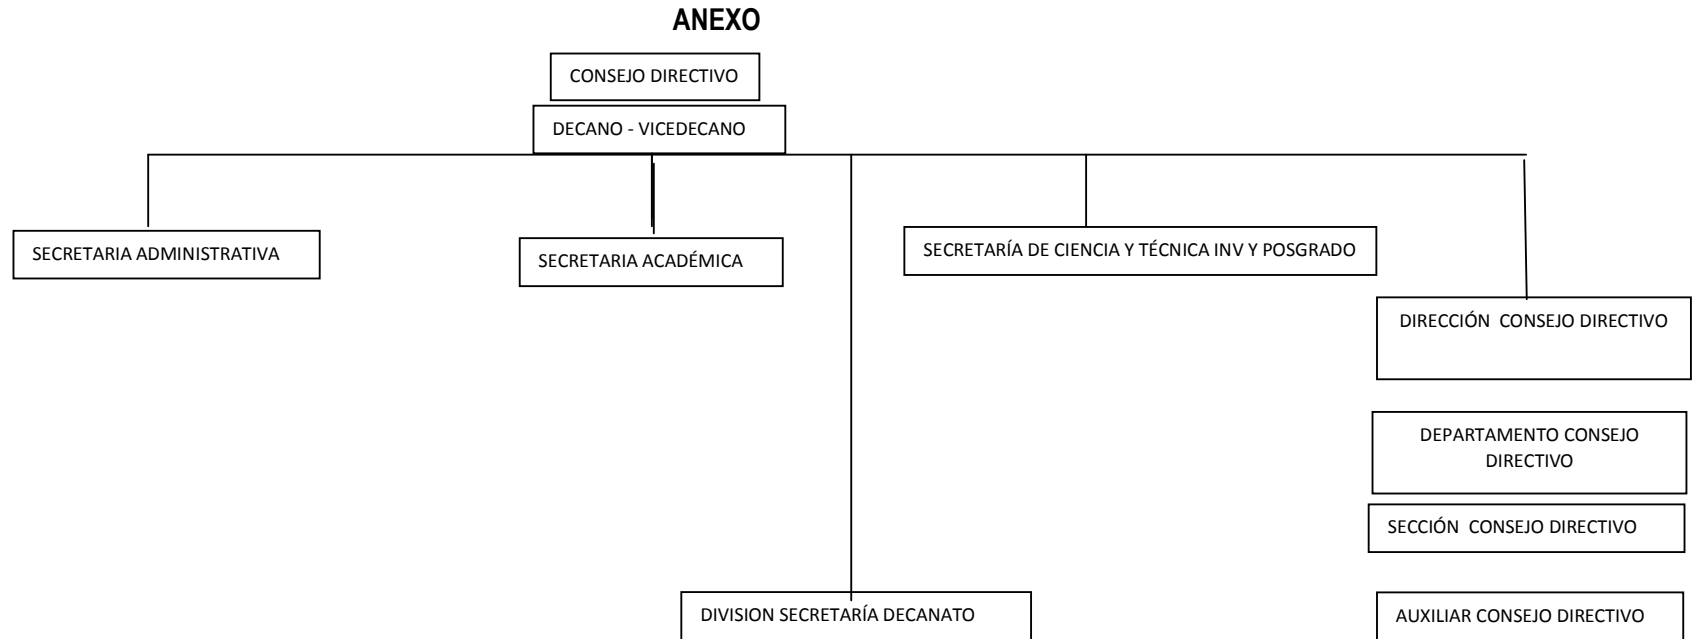 ANEXO
CONSEJO DIRECTIVO
DECANO - VICEDECANO
SECRETARIA ADMINISTRATIVA
SECRETARIA ACADÉMICA
SECRETARÍA DE CIENCIA Y TÉCNICA INV Y POSGRADO
DIRECCIÓN CONSEJO DIRECTIVO
DEPARTAMENTO CONSEJO
DIRECTIVO
SECCIÓN CONSEJO DIRECTIVO
DIVISION SECRETARÍA DECANATO
AUXILIAR CONSEJO DIRECTIVO